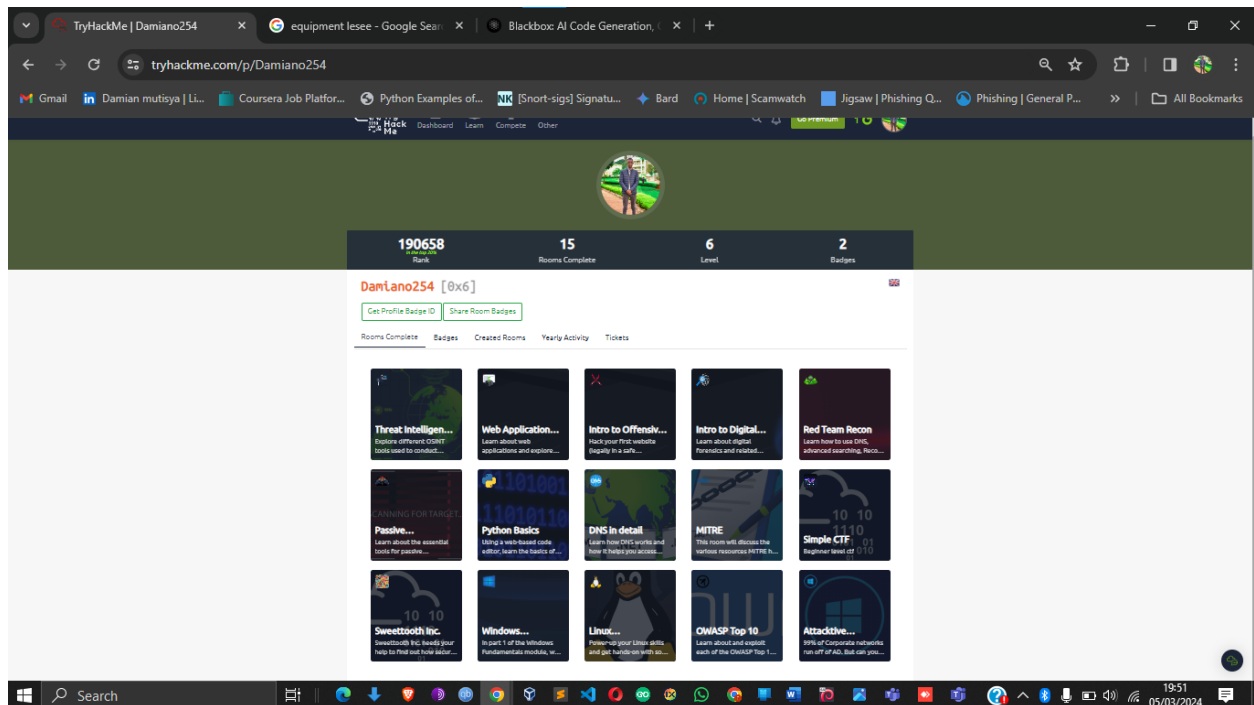 TryHackMe | Damiano254
equipment lesee - Google Sear
Blackbox: AI Code Generation,
tryhackme.com/p/Damiano254
Gmail
Damian mutisya | Li...
Coursera Job Platfor...
Python Examples of...
NK [Snort-sigs] Signatu...
Bard
Home | Scamwatch
Jigsaw | Phishing Q...
Phishing | General P...
All Bookmarks
Hack
Me
Dashboard Learn Compete Other
Go Premium
190658
in the top 20%
Rank
15
Rooms Complete
6
Level
2
Badges
Damiano254 [0x6]
Get Profile Badge ID
Share Room Badges
Rooms Complete Badges Created Rooms Yearly Activity Tickets
Threat Intelligen...
Explore different OSINT
tools used to conduct...
Web Application...
Learn about web
applications and explore...
Intro to Offensiv...
Hack your first website
(legally in a safe...
Intro to Digital...
Learn about digital
forensics and related...
Red Team Recon
Learn how to use DNS,
advanced searching, Reco...
CANNING FOR TARGET..
Passive...
Learn about the essential
tools for passive...
Python Basics
Using a web-based code
editor, learn the basics of...
DNS in detail
Learn how DNS works and
how it helps you access...
MITRE
This room will discuss the
various resources MITRE h...
Simple CTF
Beginner level ctf
Sweettooth Inc.
Sweettooth Inc. needs your
help to find out how secur...
Windows...
In part 1 of the Windows
Fundamentals module, w...
Linux...
Power-up your Linux skills
and get hands-on with so...
OWASP Top 10
Learn about and exploit
each of the OWASP Top 1...
Attacktive...
99% of Corporate networks
run off of AD. But can you...
Search
19:51
05/03/2024